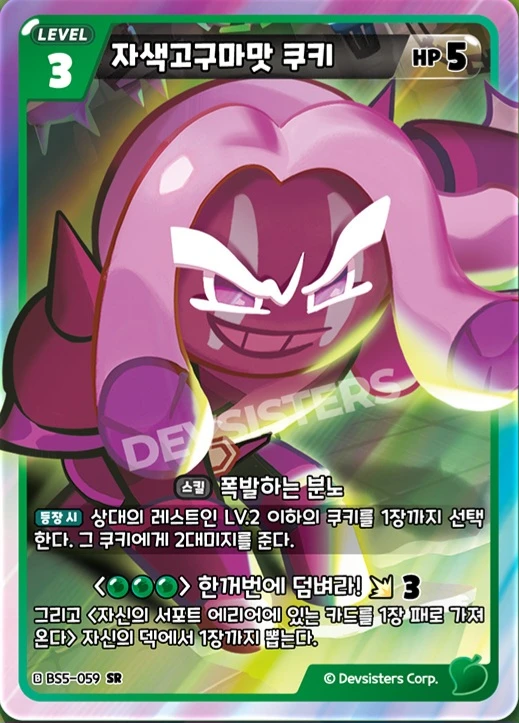 LEVEL
3
자색고구마맛 쿠키
HP 5
DEVSISTERS
스킬 폭발하는 분노
등장 시 상대의 레스트인 LV.2 이하의 쿠키를 1장까지 선택
한다. 그 쿠키에게 2대미지를 준다.
< > 한꺼번에 덤벼라! 3
그리고 <자신의 서포트 에리어에 있는 카드를 1장 패로 가져
온다> 자신의 덱에서 1장까지 뽑는다.
B BS5-059 SR
© Devsisters Corp.